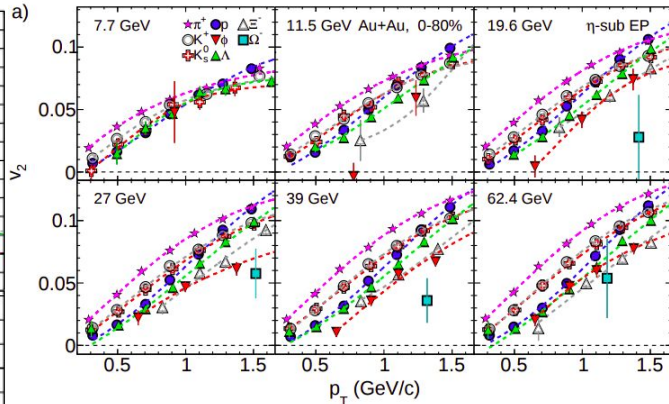 a)
7.7 GeV
π+ p Ξ-
K+ ϕ Ω-
K0s Λ
11.5 GeV Au+Au, 0-80%
19.6 GeV η-sub EP
0.1
0.05
0
v2
27 GeV
39 GeV
62.4 GeV
0.1
0.05
0
0.5 1 1.5 0.5 1 1.5 0.5 1 1.5
pT (GeV/c)